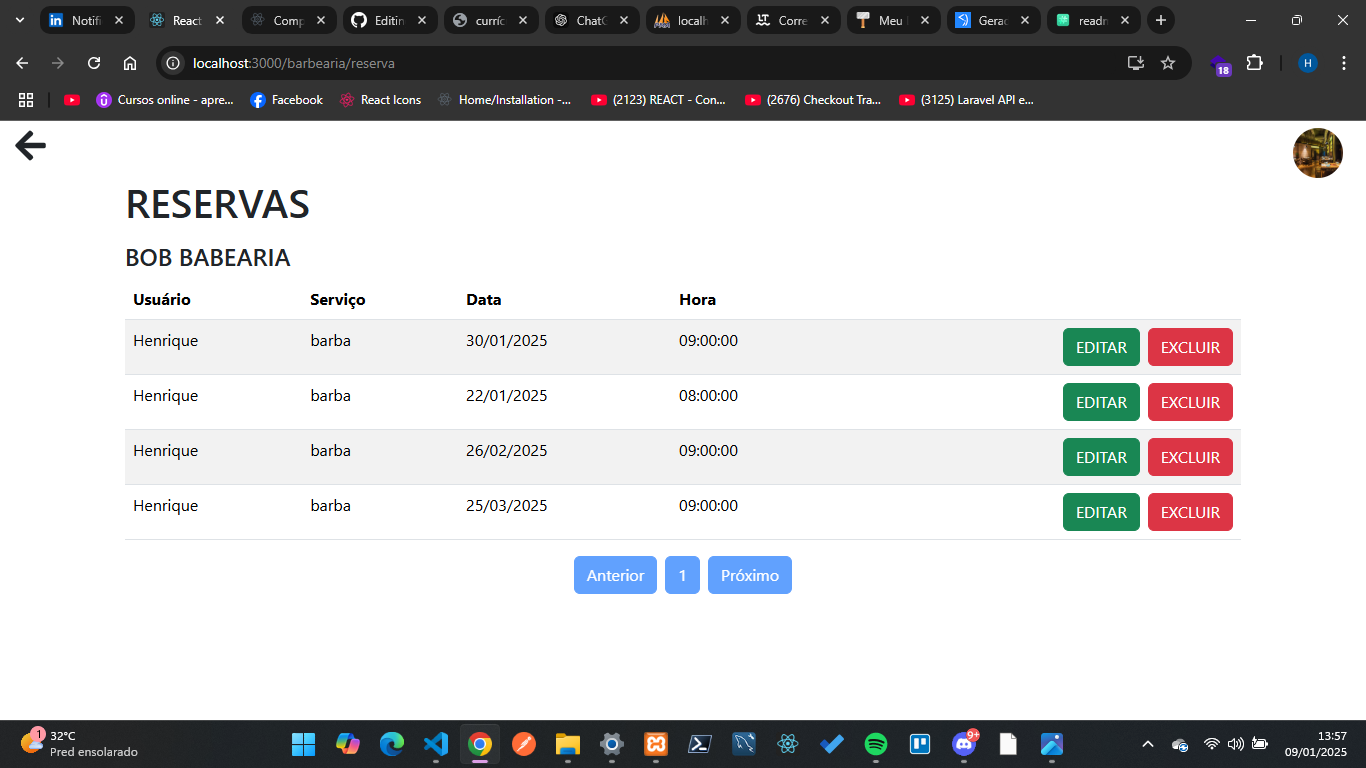 Notifi
React
Comp
Editin
curríc
ChatG
localh
Corre
Meu
Gerac
readn
localhost:3000/barbearia/reserva
18
H
Cursos online - apre...
Facebook
React Icons
Home/Installation -...
(2123) REACT - Con...
(2676) Checkout Tra...
(3125) Laravel API e...
RESERVAS
BOB BABEARIA
Usuário Serviço Data Hora
Henrique barba 30/01/2025 09:00:00 EDITAR EXCLUIR
Henrique barba 22/01/2025 08:00:00 EDITAR EXCLUIR
Henrique barba 26/02/2025 09:00:00 EDITAR EXCLUIR
Henrique barba 25/03/2025 09:00:00 EDITAR EXCLUIR
Anterior 1 Próximo
1
32°C
Pred ensolarado
9+
13:57
09/01/2025